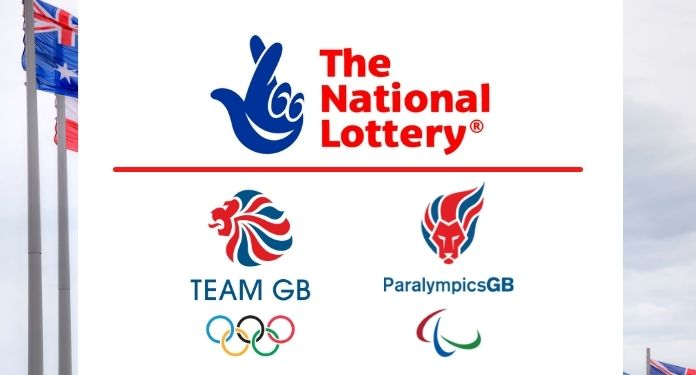 The
National
Lottery®
TEAM GB
ParalympicsGB